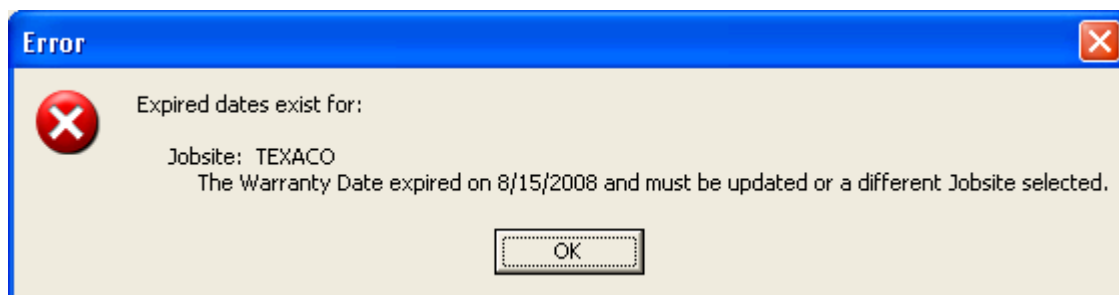 Error
Expired dates exist for:
Jobsite: TEXACO
The Warranty Date expired on 8/15/2008 and must be updated or a different Jobsite selected.
OK